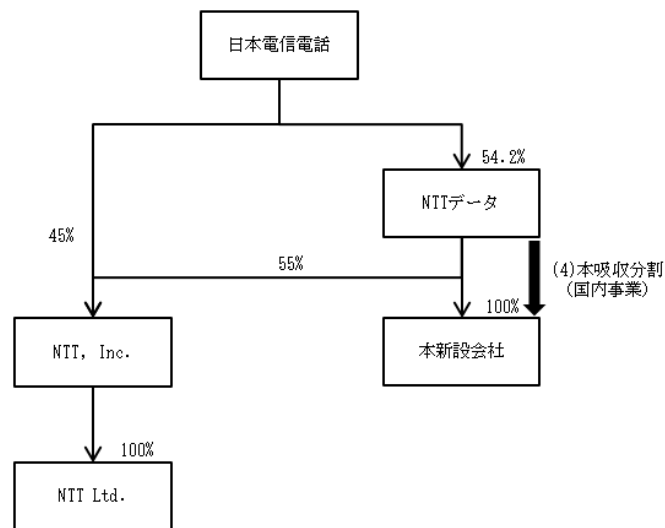 日本電信電話
54.2%
NTTデータ
45%
55%
(4)本吸収分割
(国内事業)
100%
NTT, Inc.
本新設会社
100%
NTT Ltd.